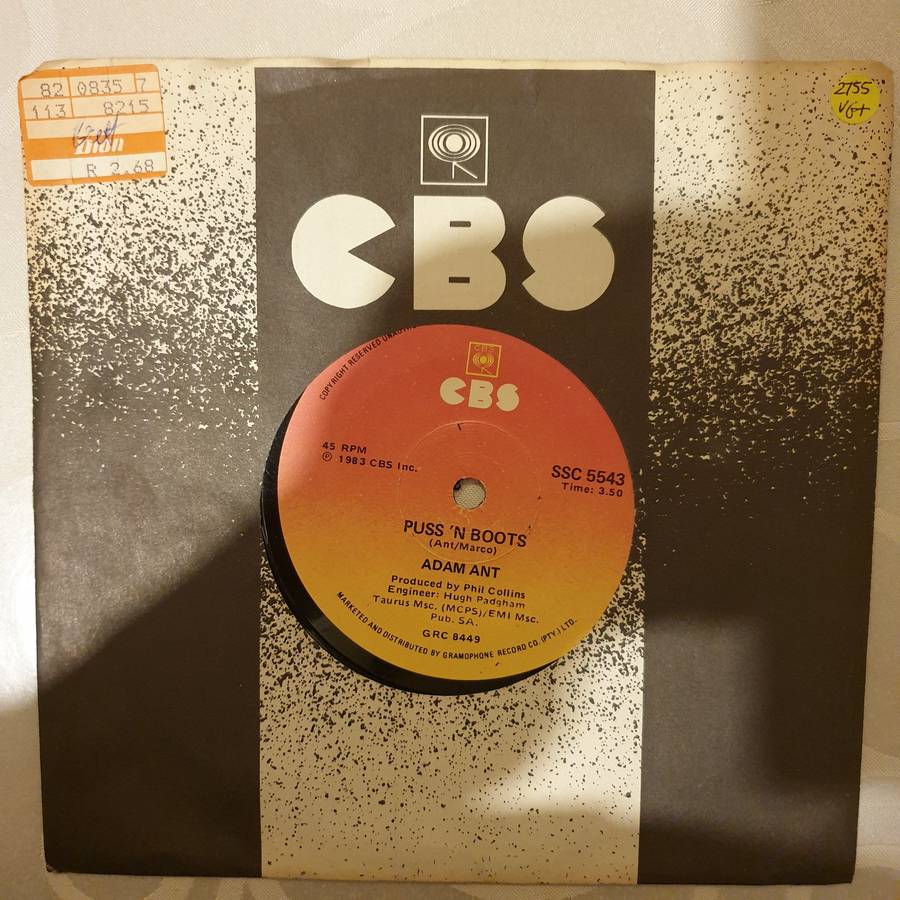 82 0835 7
113 8215
R 2.68
2755
VG+
CBS
COPYRIGHT RESERVED
CBS
CBS
45 RPM
℗ 1983 CBS Inc.
SSC 5543
Time: 3.50
PUSS 'N BOOTS
(Ant/Marco)
ADAM ANT
Produced by Phil Collins
Engineer: Hugh Padgham
Taurus Msc. (MCPS)/EMI Msc.
Pub. SA.
GRC 8449
MARKETED AND DISTRIBUTED BY GRAMOPHONE RECORD CO. (PTY.) LTD.